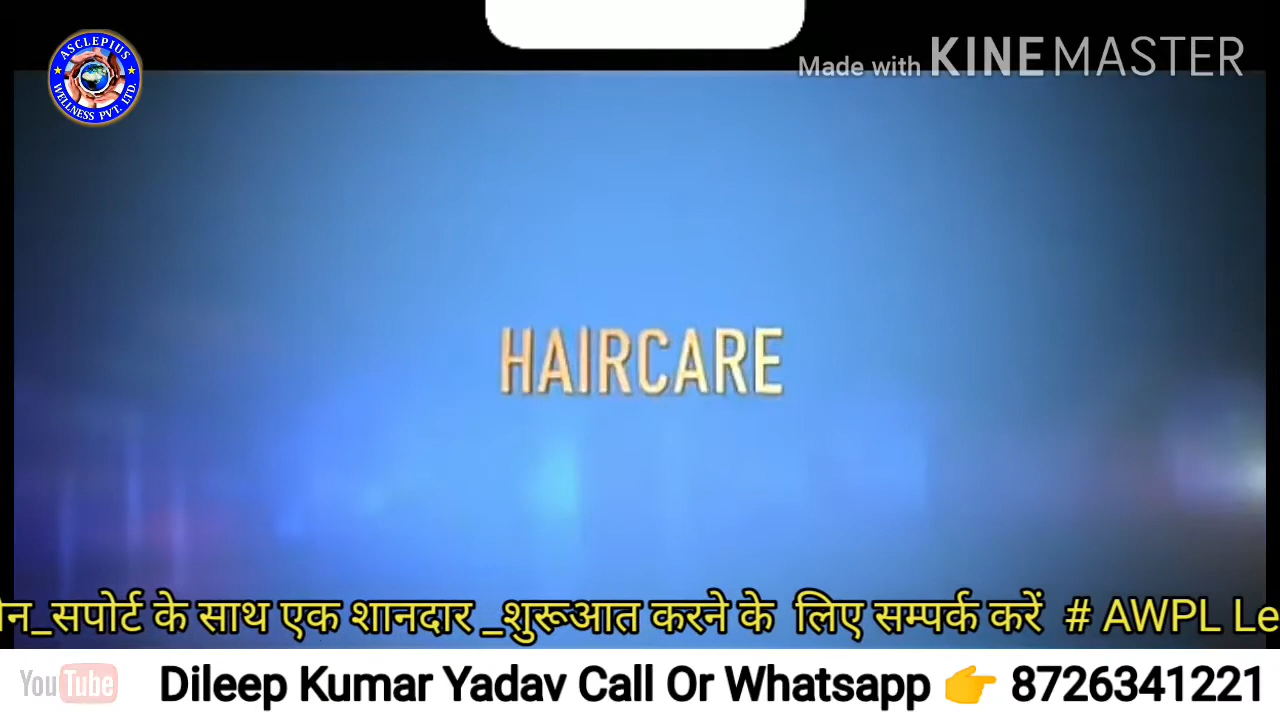 ASCLEPIUS
WELLNESS PVT. LTD.
Made with KINEMASTER
HAIRCARE
सपोर्ट के साथ एक शानदार _शुरूआत करने के लिए सम्पर्क करें # AWPL
YouTube
Dileep Kumar Yadav Call Or Whatsapp 👉 8726341221